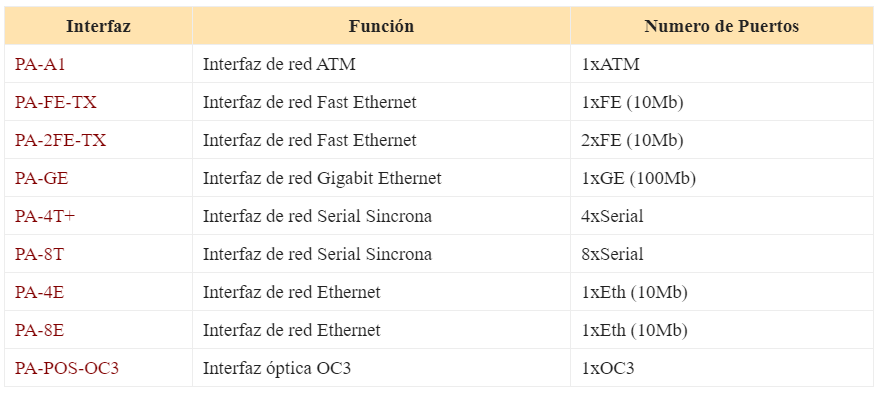 Interfaz Función Numero de Puertos
PA-A1 Interfaz de red ATM 1xATM
PA-FE-TX Interfaz de red Fast Ethernet 1xFE (10Mb)
PA-2FE-TX Interfaz de red Fast Ethernet 2xFE (10Mb)
PA-GE Interfaz de red Gigabit Ethernet 1xGE (100Mb)
PA-4T+ Interfaz de red Serial Sincrona 4xSerial
PA-8T Interfaz de red Serial Sincrona 8xSerial
PA-4E Interfaz de red Ethernet 1xEth (10Mb)
PA-8E Interfaz de red Ethernet 1xEth (10Mb)
PA-POS-OC3 Interfaz óptica OC3 1xOC3